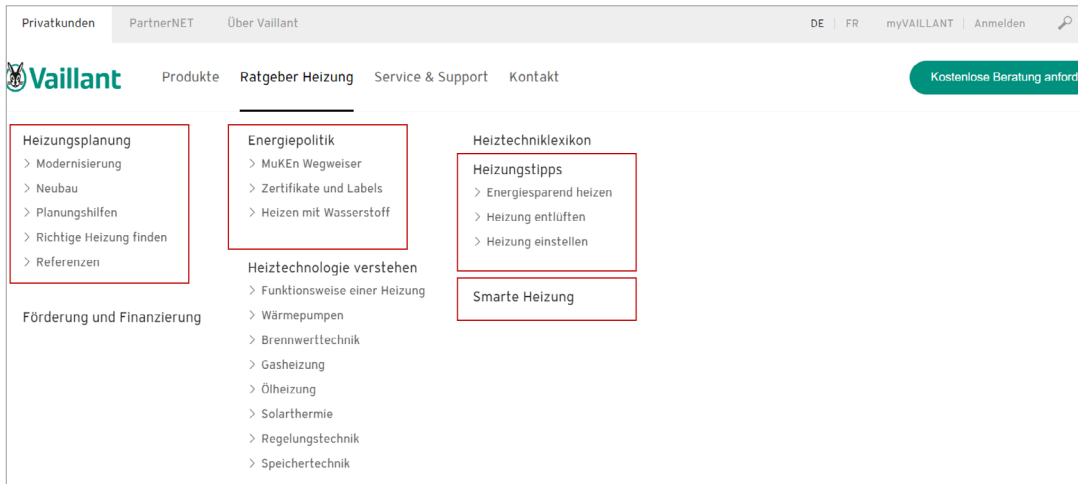 Privatkunden PartnerNET Über Vaillant DE FR myVAILLANT Anmelden
Vaillant Produkte Ratgeber Heizung Service & Support Kontakt Kostenlose Beratung
Heizungsplanung
> Modernisierung
> Neubau
> Planungshilfen
> Richtige Heizung finden
> Referenzen
Förderung und Finanzierung
Energiepolitik
> MuKEn Wegweiser
> Zertifikate und Labels
> Heizen mit Wasserstoff
Heiztechnologie verstehen
> Funktionsweise einer Heizung
> Wärmepumpen
> Brennwerttechnik
> Gasheizung
> Ölheizung
> Solarthermie
> Regelungstechnik
> Speichertechnik
Heiztechniklexikon
Heizungstipps
> Energiesparend heizen
> Heizung entlüften
> Heizung einstellen
Smarte Heizung